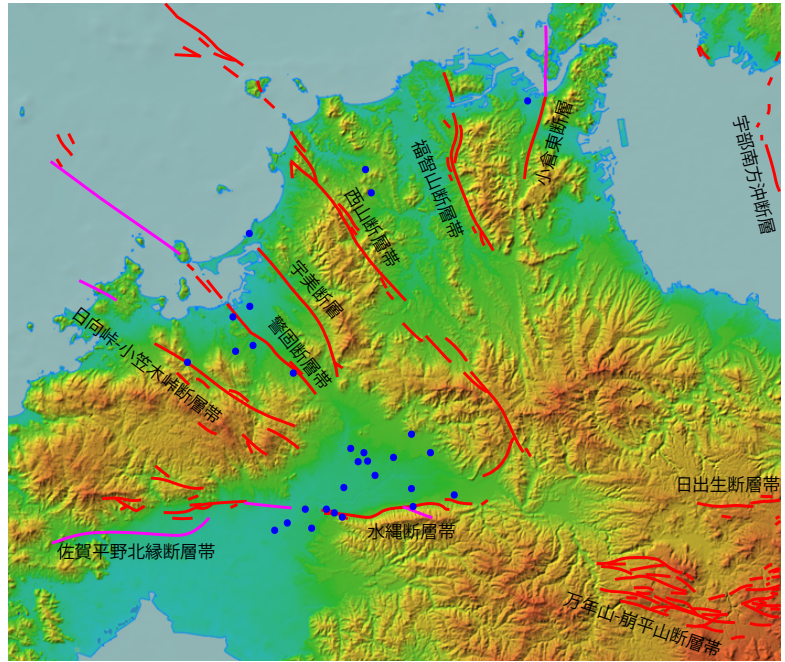 小倉東断層
福智山断層帯
宇部南方沖断層
西山断層帯
宇美断層
警固断層帯
日向峠-小笠木峠断層帯
日出生断層帯
水縄断層帯
佐賀平野北縁断層帯
万年山-崩平山断層帯